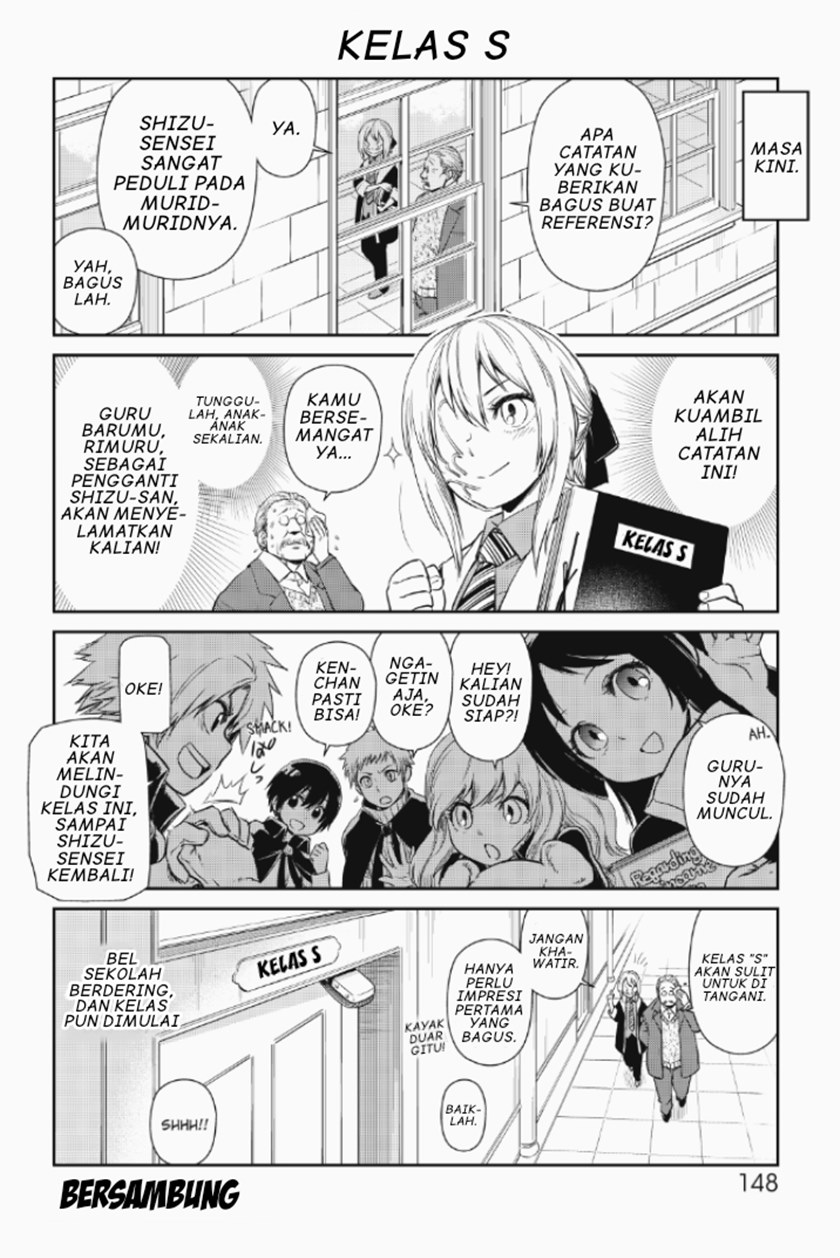 KELAS S
MASA
KINI.
APA
CATATAN
YANG KU-
BERIKAN
BAGUS BUAT
REFERENSI?
YA.
SHIZU-
SENSEI
SANGAT
PEDULI PADA
MURID-
MURIDNYA.
YAH,
BAGUS
LAH.
AKAN
KUAMBIL
ALIH
CATATAN
INI!
KELAS S
KAMU
BERSE-
MANGAT
YA...
TUNGGU-
LAH, ANAK-
ANAK
SEKALIAN.
GURU
BARUMU,
RIMURU,
SEBAGAI
PENGGANTI
SHIZU-SAN,
AKAN MENYE-
LAMATKAN
KALIAN!
AH.
GURU-
NYA
SUDAH
MUNCUL.
Regarding
HEY!
KALIAN
SUDAH
SIAP?!
NGA-
GETIN
AJA,
OKE?
KEN-
CHAN
PASTI
BISA!
SMACK!
OKE!
KITA
AKAN
MELIN-
DUNGI
KELAS INI,
SAMPAI
SHIZU-
SENSEI
KEMBALI!
KELAS "S"
AKAN SULIT
UNTUK DI
TANGANI.
JANGAN
KHA-
WATIR.
HANYA
PERLU
IMPRESI
PERTAMA
YANG
BAGUS.
KAYAK
DUAR
GITU!
BAIK-
LAH.
KELAS S
BEL
SEKOLAH
BERDERING,
DAN KELAS
PUN DIMULAI
SHHH!!
BERSAMBUNG
148